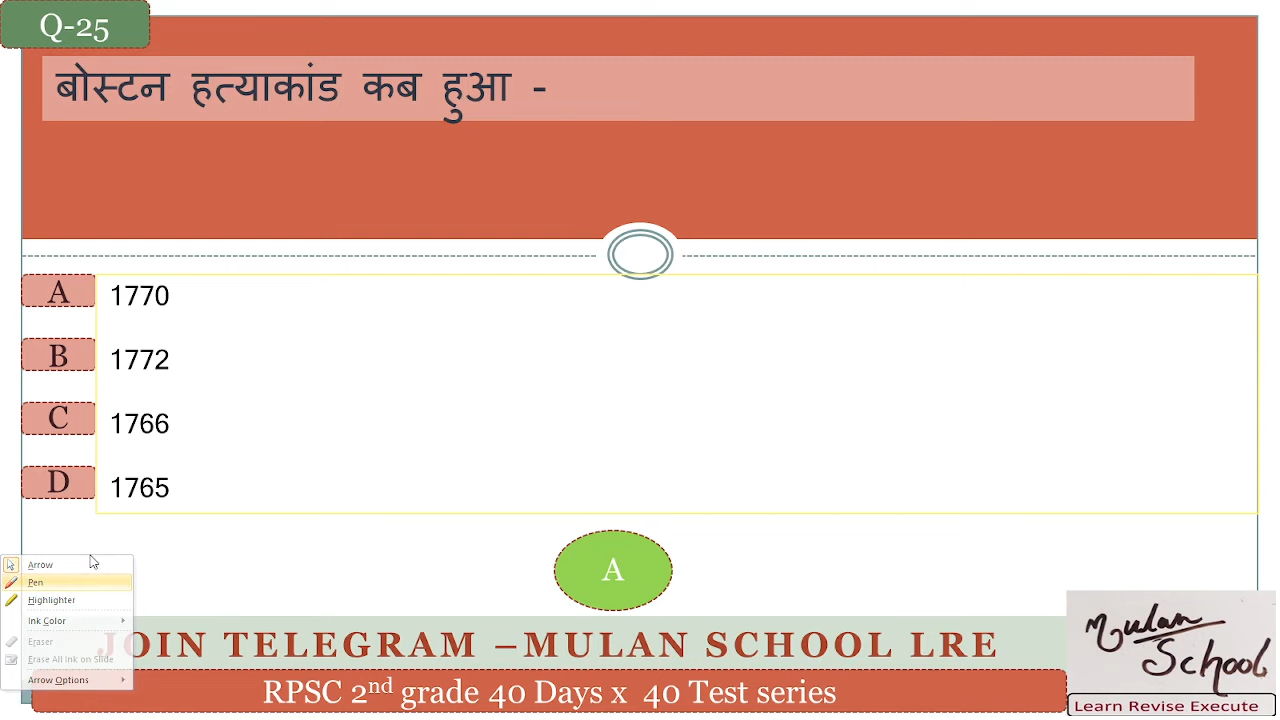 Q-25
बोस्टन हत्याकांड कब हुआ -
A 1770
B 1772
C 1766
D 1765
A
Arrow
Pen
Highlighter
Ink Color
Eraser
Erase All Ink on Slide
Arrow Options
JOIN TELEGRAM –MULAN SCHOOL LRE
RPSC 2nd grade 40 Days x 40 Test series
Mulan
School
Learn Revise Execute